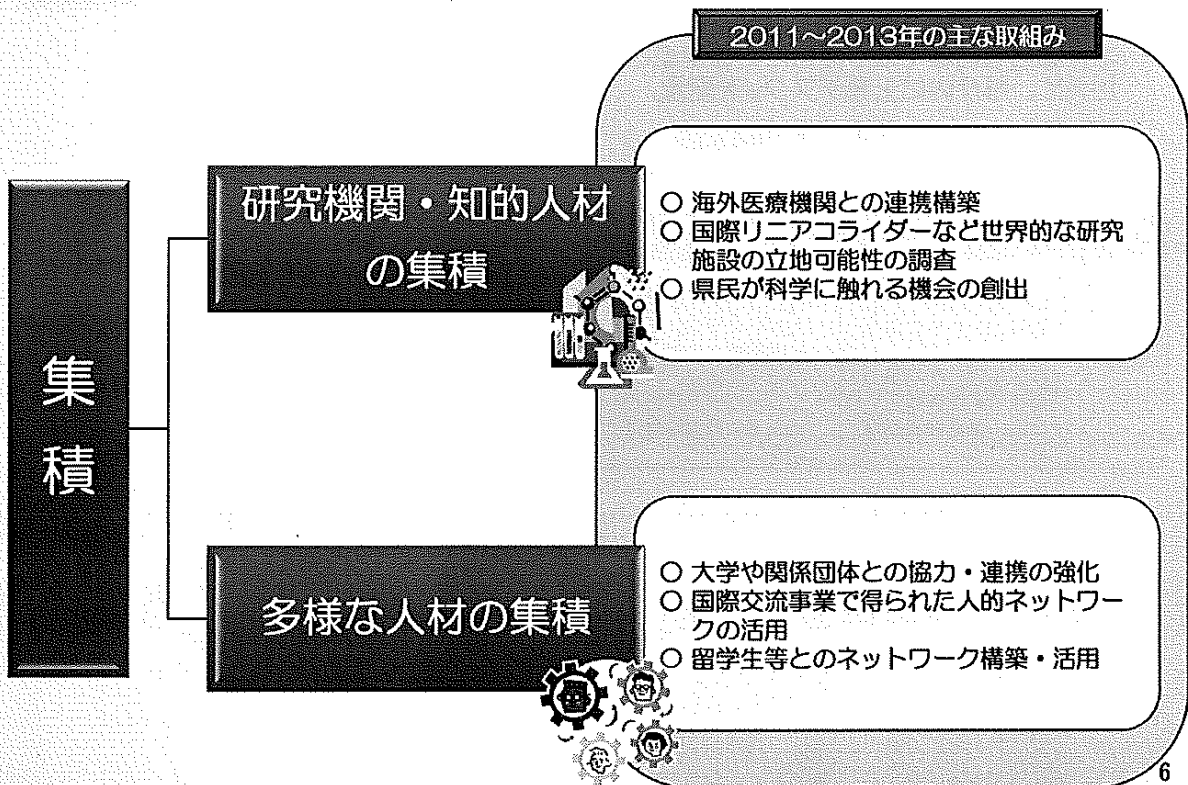 2011～2013年の主な取組み
集
積
研究機関・知的人材
の集積
○ 海外医療機関との連携構築
○ 国際リニアコライダーなど世界的な研究
施設の立地可能性の調査
○ 県民が科学に触れる機会の創出
多様な人材の集積
○ 大学や関係団体との協力・連携の強化
○ 国際交流事業で得られた人的ネットワー
クの活用
○ 留学生等とのネットワーク構築・活用
6